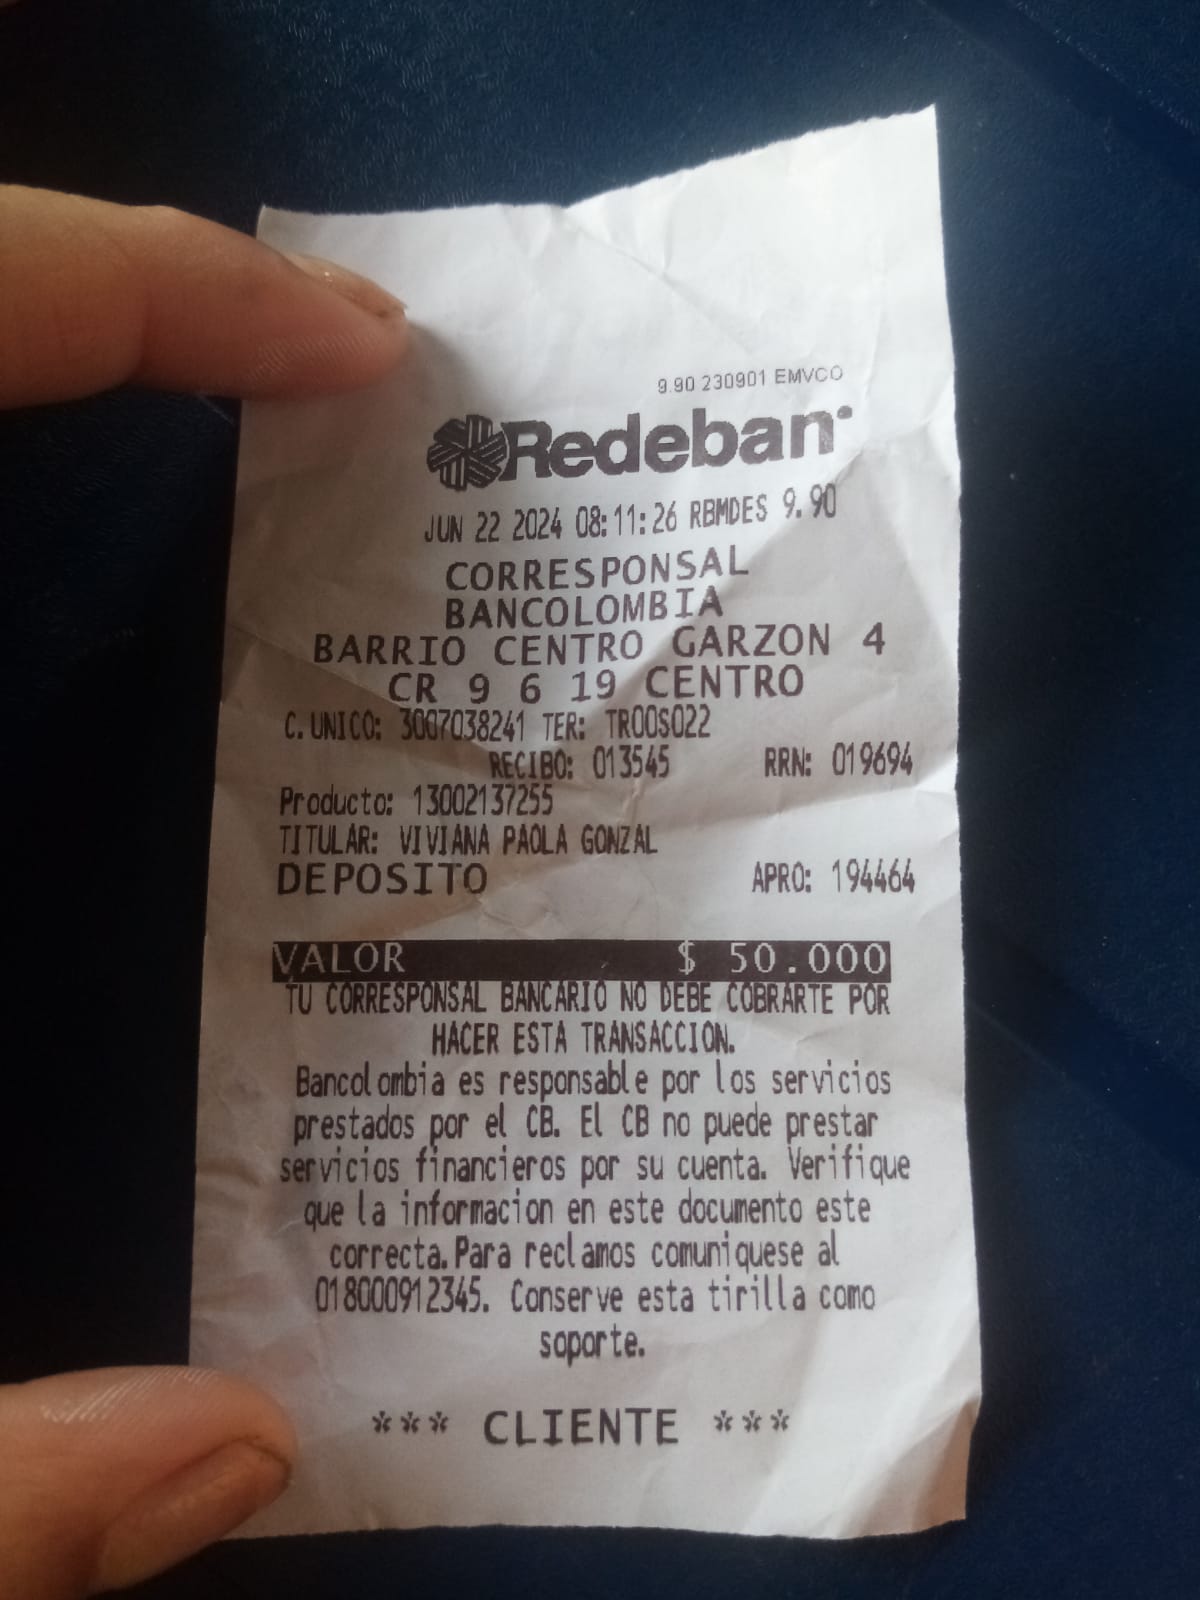 9.90 230901 EMVCO
Redeban
JUN 22 2024 08:11:26 RBMDES 9.90
CORRESPONSAL
BANCOLOMBIA
BARRIO CENTRO GARZON 4
CR 9 6 19 CENTRO
C. UNICO: 3007038241 TER: TR00S022
RECIBO: 013545 RRN: 019694
Producto: 13002137255
TITULAR: VIVIANA PAOLA GONZAL
DEPOSITO APRO: 194464
VALOR $ 50.000
TU CORRESPONSAL BANCARIO NO DEBE COBRARTE POR
HACER ESTA TRANSACCION.
Bancolombia es responsable por los servicios
prestados por el CB. El CB no puede prestar
servicios financieros por su cuenta. Verifique
que la informacion en este documento este
correcta.Para reclamos comuniquese al
018000912345. Conserve esta tirilla como
soporte.
*** CLIENTE ***